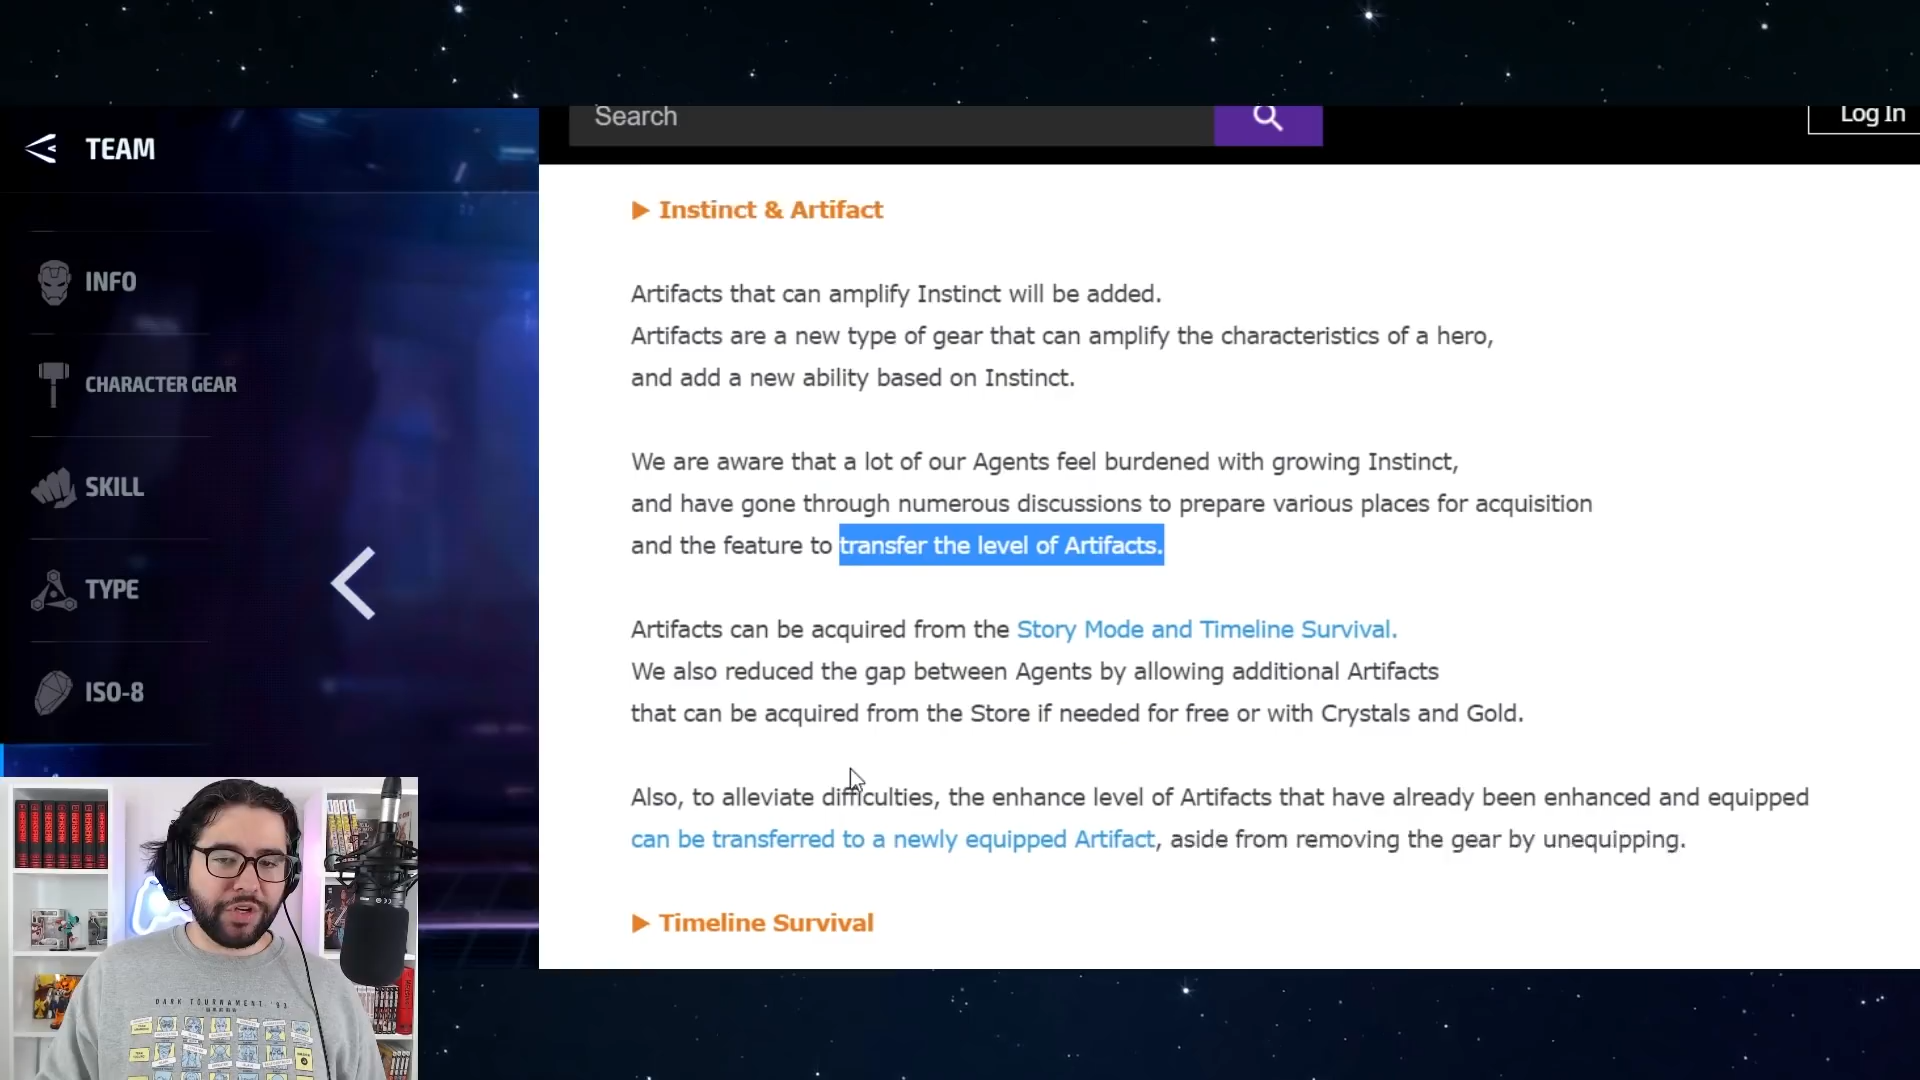 Search
Log In
TEAM
INFO
CHARACTER GEAR
SKILL
TYPE
ISO-8
▶ Instinct & Artifact
Artifacts that can amplify Instinct will be added.
Artifacts are a new type of gear that can amplify the characteristics of a hero,
and add a new ability based on Instinct.
We are aware that a lot of our Agents feel burdened with growing Instinct,
and have gone through numerous discussions to prepare various places for acquisition
and the feature to transfer the level of Artifacts.
Artifacts can be acquired from the Story Mode and Timeline Survival.
We also reduced the gap between Agents by allowing additional Artifacts
that can be acquired from the Store if needed for free or with Crystals and Gold.
Also, to alleviate difficulties, the enhance level of Artifacts that have already been enhanced and equipped
can be transferred to a newly equipped Artifact, aside from removing the gear by unequipping.
▶ Timeline Survival
DARK TOURNAMENT '93